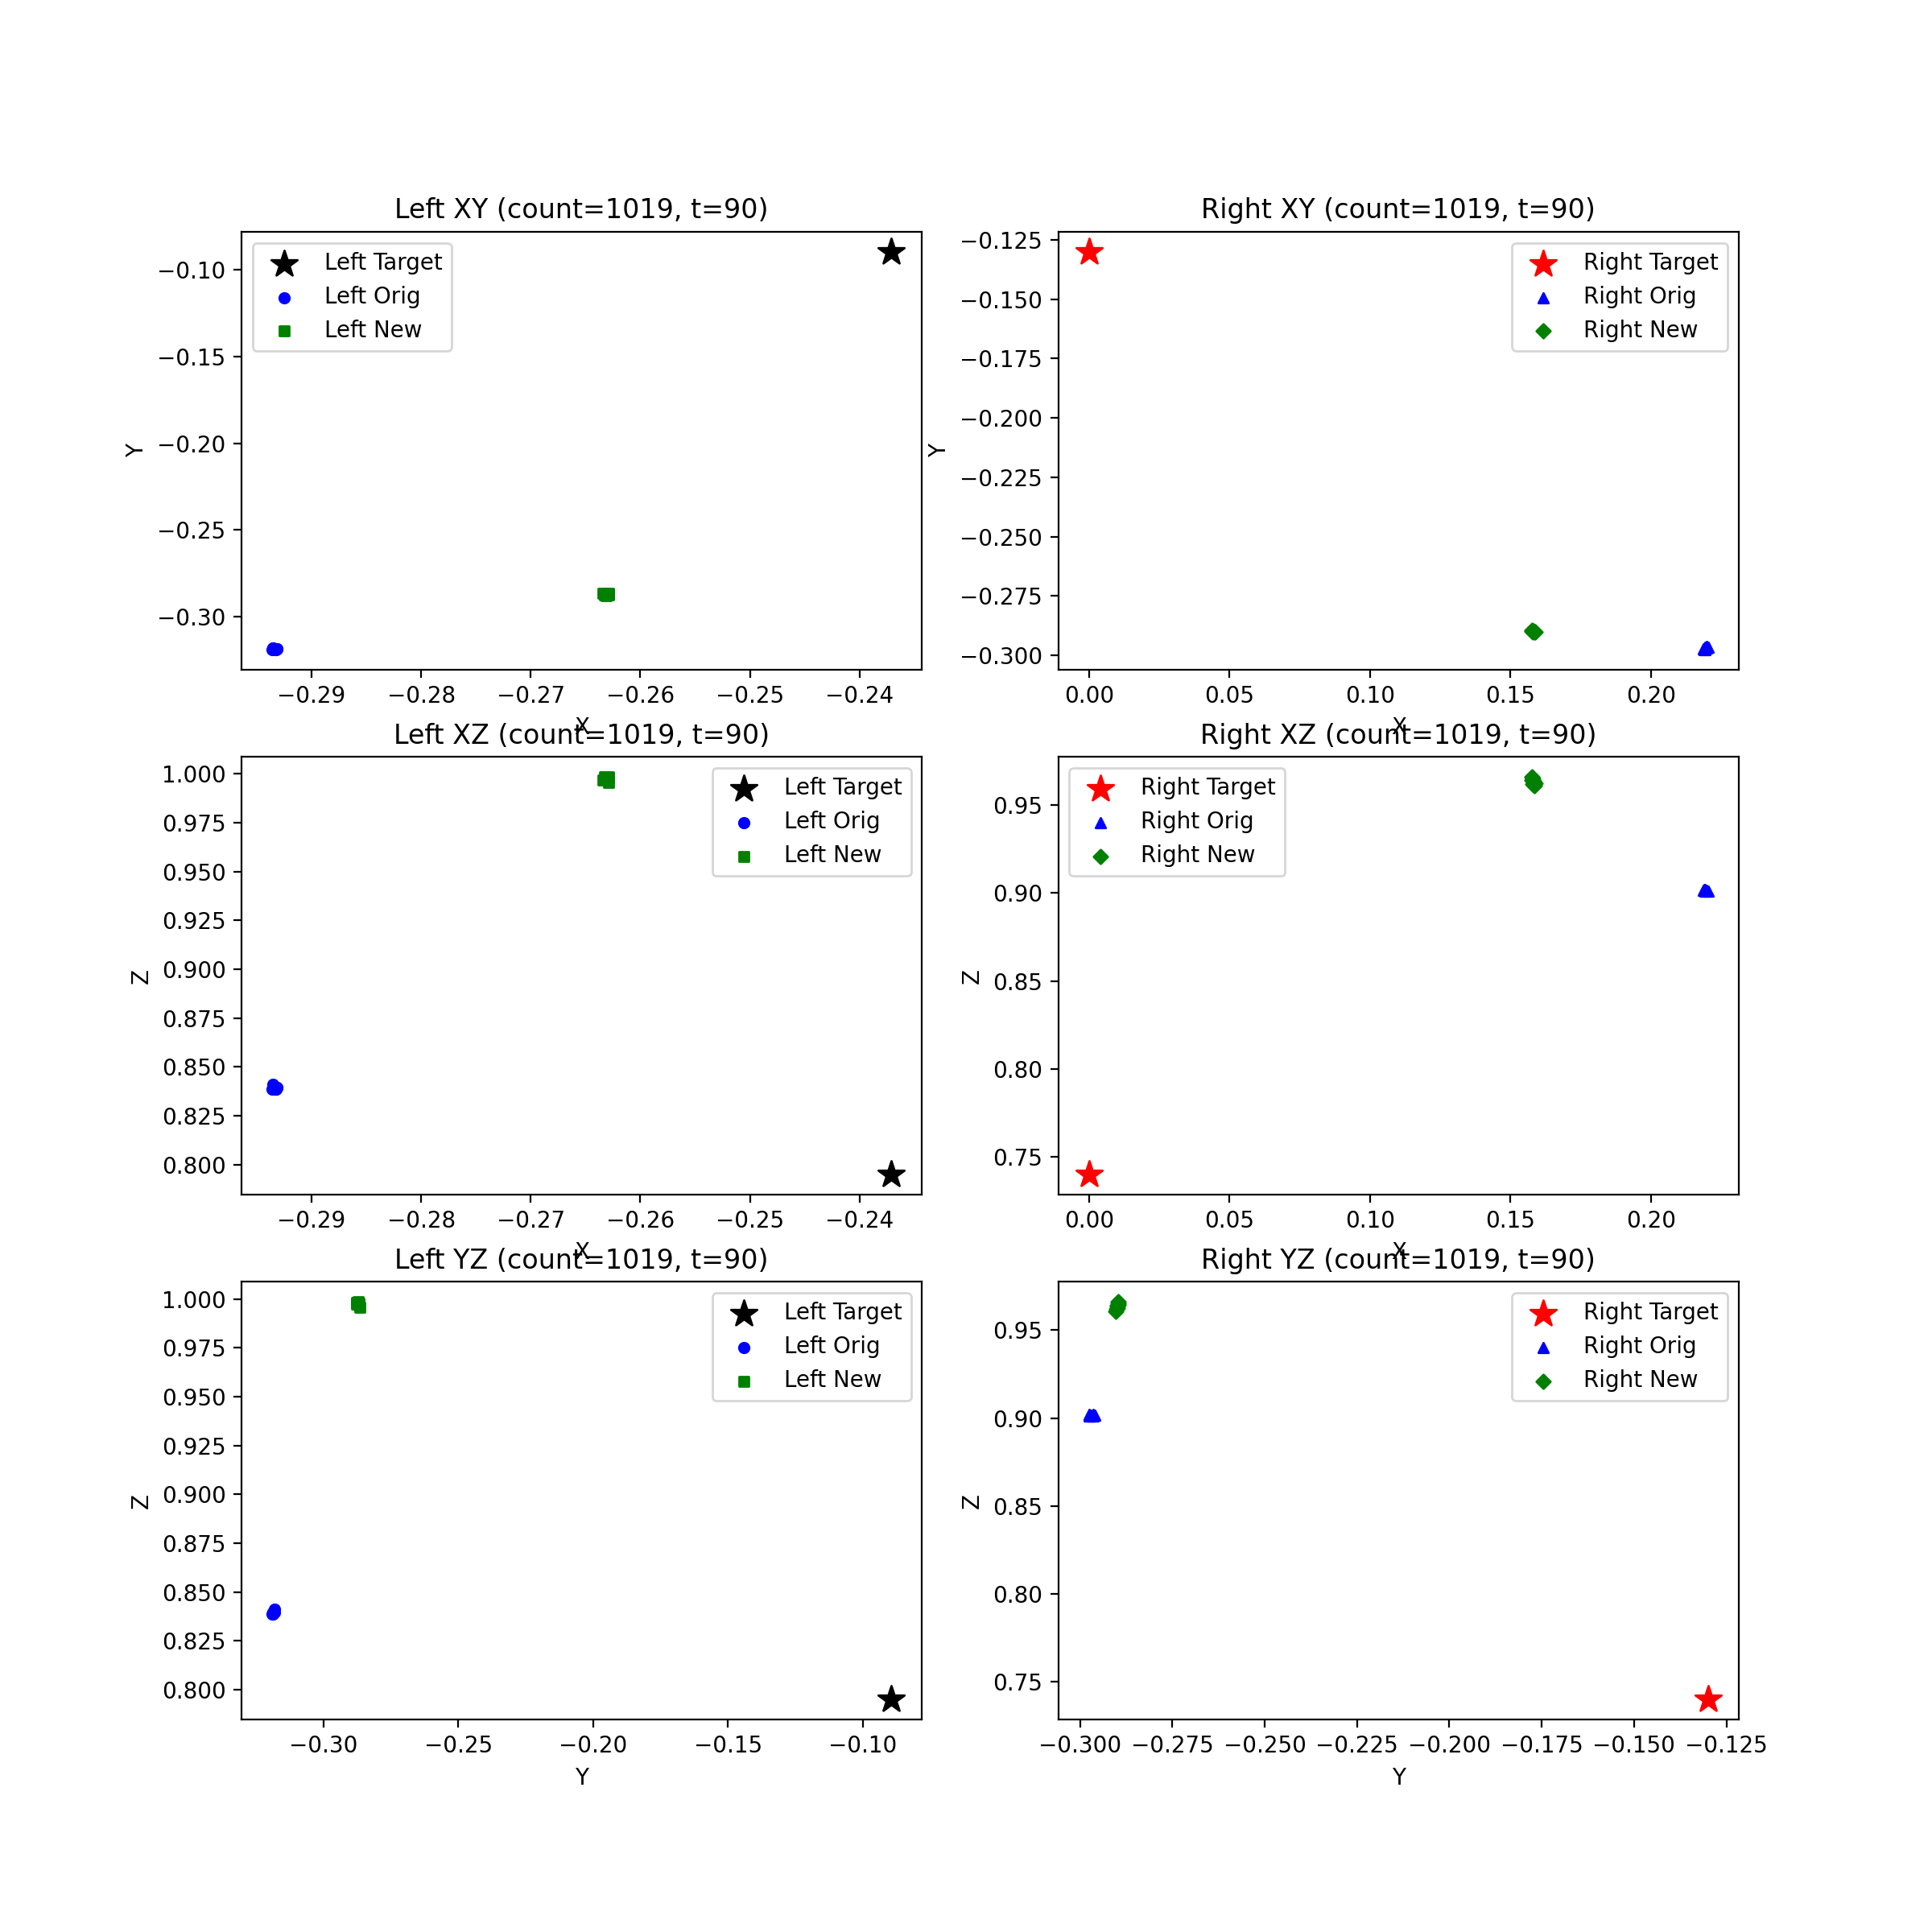 Left XY (count=1019, t=90)
Left Target
Left Orig
Left New
−0.10
−0.15
−0.20
−0.25
−0.30
Y
−0.29 −0.28 −0.27 −0.26 −0.25 −0.24
X
Right XY (count=1019, t=90)
Right Target
Right Orig
Right New
−0.125
−0.150
−0.175
−0.200
−0.225
−0.250
−0.275
−0.300
Y
0.00 0.05 0.10 0.15 0.20
X
Left XZ (count=1019, t=90)
Left Target
Left Orig
Left New
1.000
0.975
0.950
0.925
0.900
0.875
0.850
0.825
0.800
Z
−0.29 −0.28 −0.27 −0.26 −0.25 −0.24
X
Right XZ (count=1019, t=90)
Right Target
Right Orig
Right New
0.95
0.90
0.85
0.80
0.75
Z
0.00 0.05 0.10 0.15 0.20
X
Left YZ (count=1019, t=90)
Left Target
Left Orig
Left New
1.000
0.975
0.950
0.925
0.900
0.875
0.850
0.825
0.800
Z
−0.30 −0.25 −0.20 −0.15 −0.10
Y
Right YZ (count=1019, t=90)
Right Target
Right Orig
Right New
0.95
0.90
0.85
0.80
0.75
Z
−0.300 −0.275 −0.250 −0.225 −0.200 −0.175 −0.150 −0.125
Y